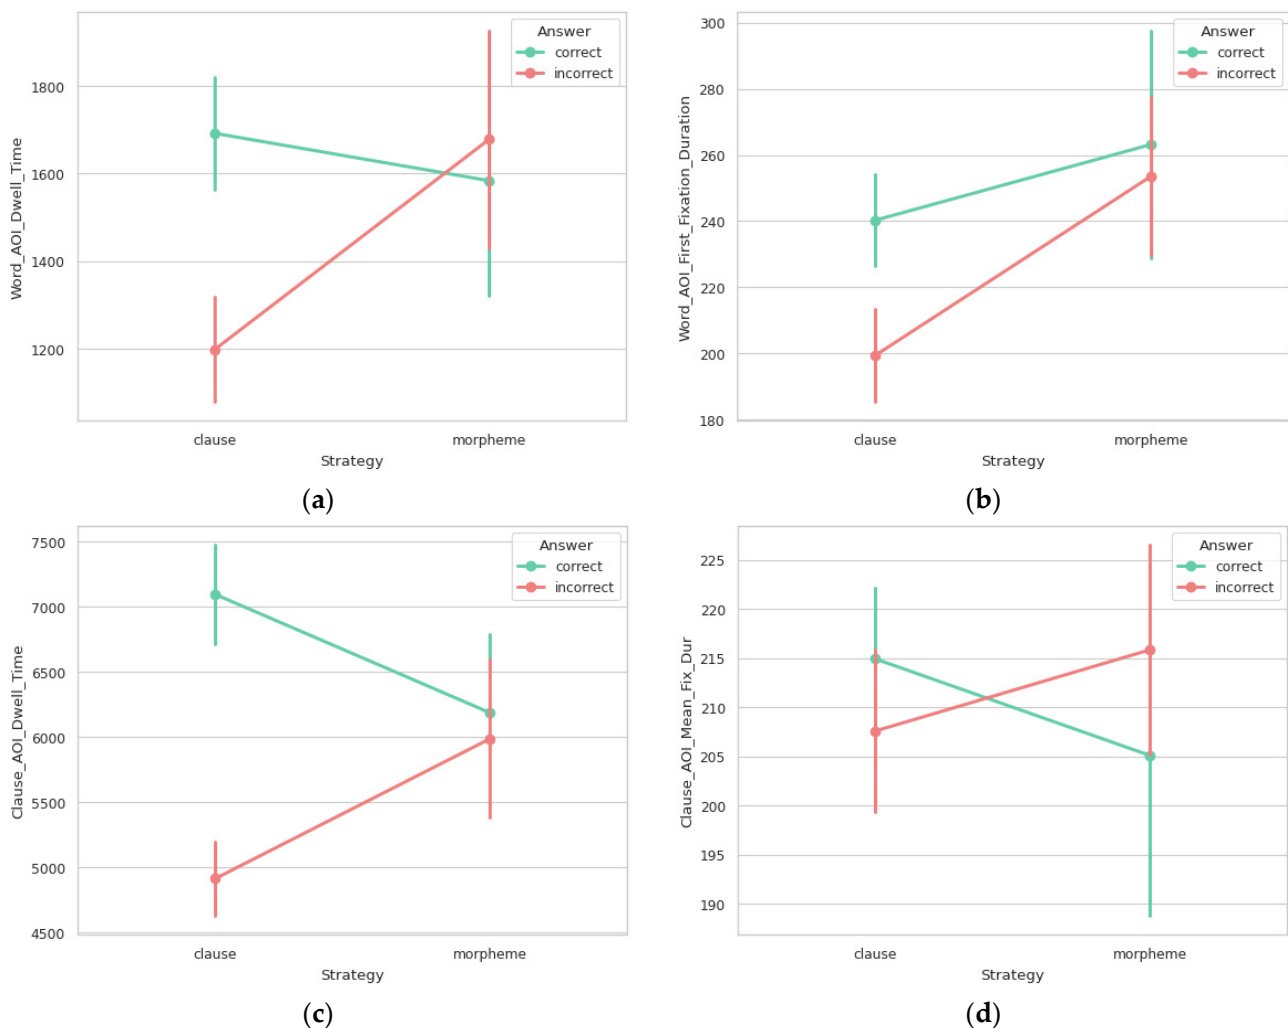 Word_AOI_Dwell_Time
1800
1600
1400
1200
Answer
correct
incorrect
clause
morpheme
Strategy
(a)
Word_AOI_First_Fixation_Duration
300
280
260
240
220
200
180
Answer
correct
incorrect
clause
morpheme
Strategy
(b)
Clause_AOI_Dwell_Time
7500
7000
6500
6000
5500
5000
4500
Answer
correct
incorrect
clause
morpheme
Strategy
(c)
Clause_AOI_Mean_Fix_Dur
225
220
215
210
205
200
195
190
Answer
correct
incorrect
clause
morpheme
Strategy
(d)